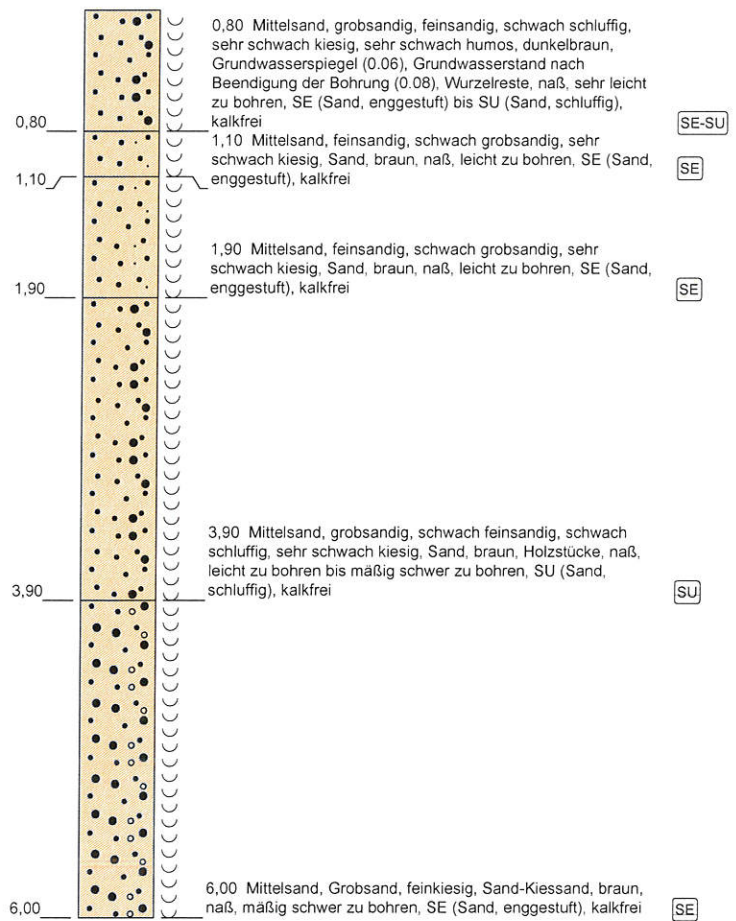 0,80 Mittelsand, grobsandig, feinsandig, schwach schluffig,
sehr schwach kiesig, sehr schwach humos, dunkelbraun,
Grundwasserspiegel (0.06), Grundwasserstand nach
Beendigung der Bohrung (0.08), Wurzelreste, naß, sehr leicht
zu bohren, SE (Sand, enggestuft) bis SU (Sand, schluffig),
kalkfrei
0,80
SE-SU
1,10 Mittelsand, feinsandig, schwach grobsandig, sehr
schwach kiesig, Sand, braun, naß, leicht zu bohren, SE (Sand,
enggestuft), kalkfrei
1,10
SE
1,90 Mittelsand, feinsandig, schwach grobsandig, sehr
schwach kiesig, Sand, braun, naß, leicht zu bohren, SE (Sand,
enggestuft), kalkfrei
1,90
SE
3,90 Mittelsand, grobsandig, schwach feinsandig, schwach
schluffig, sehr schwach kiesig, Sand, braun, Holzstücke, naß,
leicht zu bohren bis mäßig schwer zu bohren, SU (Sand,
schluffig), kalkfrei
3,90
SU
6,00 Mittelsand, Grobsand, feinkiesig, Sand-Kiessand, braun,
naß, mäßig schwer zu bohren, SE (Sand, enggestuft), kalkfrei
6,00
SE